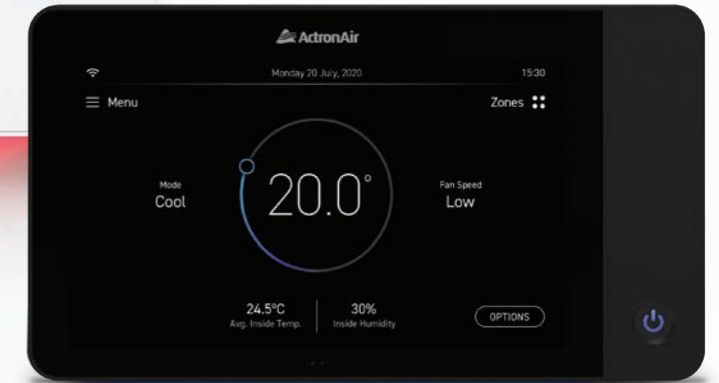 ActronAir
Monday 20 July, 2020
15:30
Menu
Zones
Mode
Cool
20.0°
Fan Speed
Low
24.5°C
Avg. Inside Temp.
30%
Inside Humidity
OPTIONS